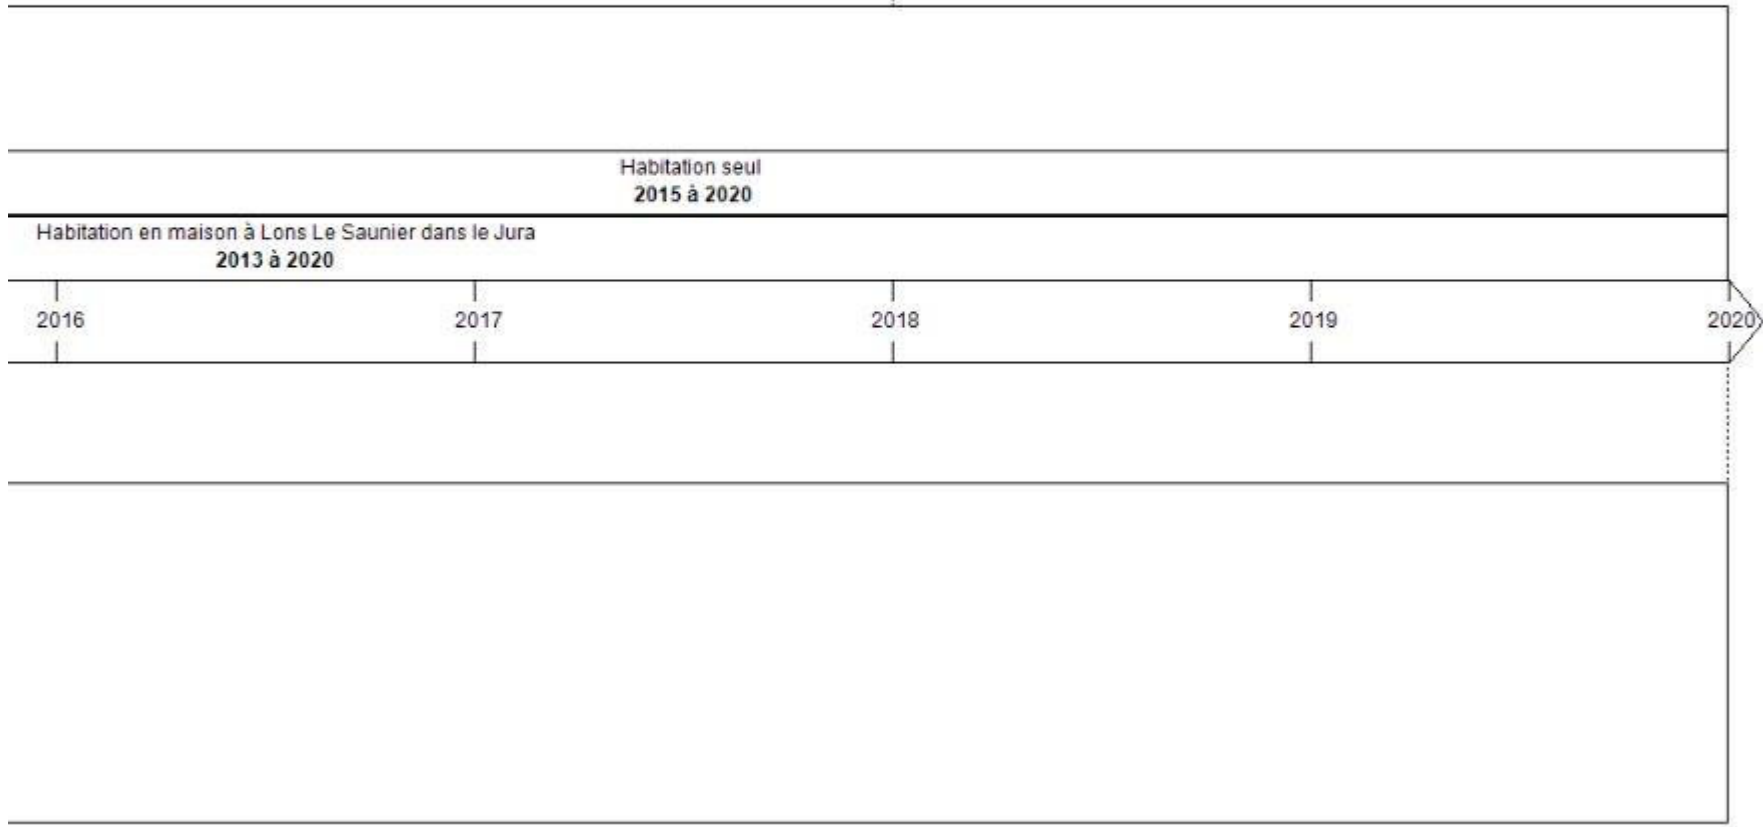 Habitation seul
2015 à 2020
Habitation en maison à Lons Le Saunier dans le Jura
2013 à 2020
2016 2017 2018 2019 2020